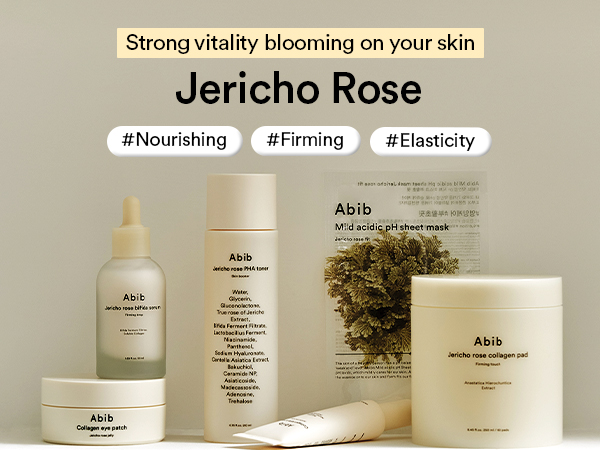 Strong vitality blooming on your skin
Jericho Rose
#Nourishing
#Firming
#Elasticity
Abib
Jericho rose bifida serum
Firming drop
Abib
Collagen eye patch
Jericho rose jelly
Abib
Jericho rose PHA toner
Skin booster
Water,
Glycerin,
Gluconolactone,
True rose of Jericho
Extract,
Bifida Ferment Filtrate,
Lactobacillus Ferment,
Niacinamide,
Panthenol,
Sodium Hyaluronate,
Centella Asiatica Extract,
Bakuchiol,
Ceramide NP,
Asiaticoside,
Madecassoside,
Adenosine,
Trehalose
Abib
Mild acidic pH sheet mask
Jericho rose fit
Abib
Jericho rose collagen pad
Firming touch
Anastatica Hierochuntica
Extract